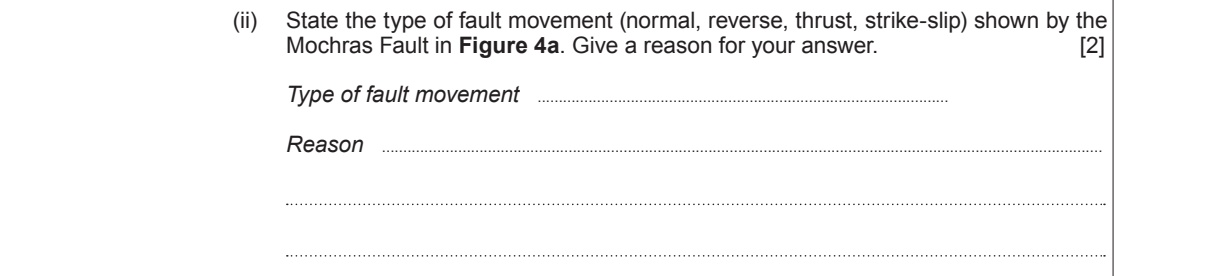 (ii) State the type of fault movement (normal, reverse, thrust, strike-slip) shown by the
Mochras Fault in Figure 4a. Give a reason for your answer. [2]
Type of fault movement
Reason